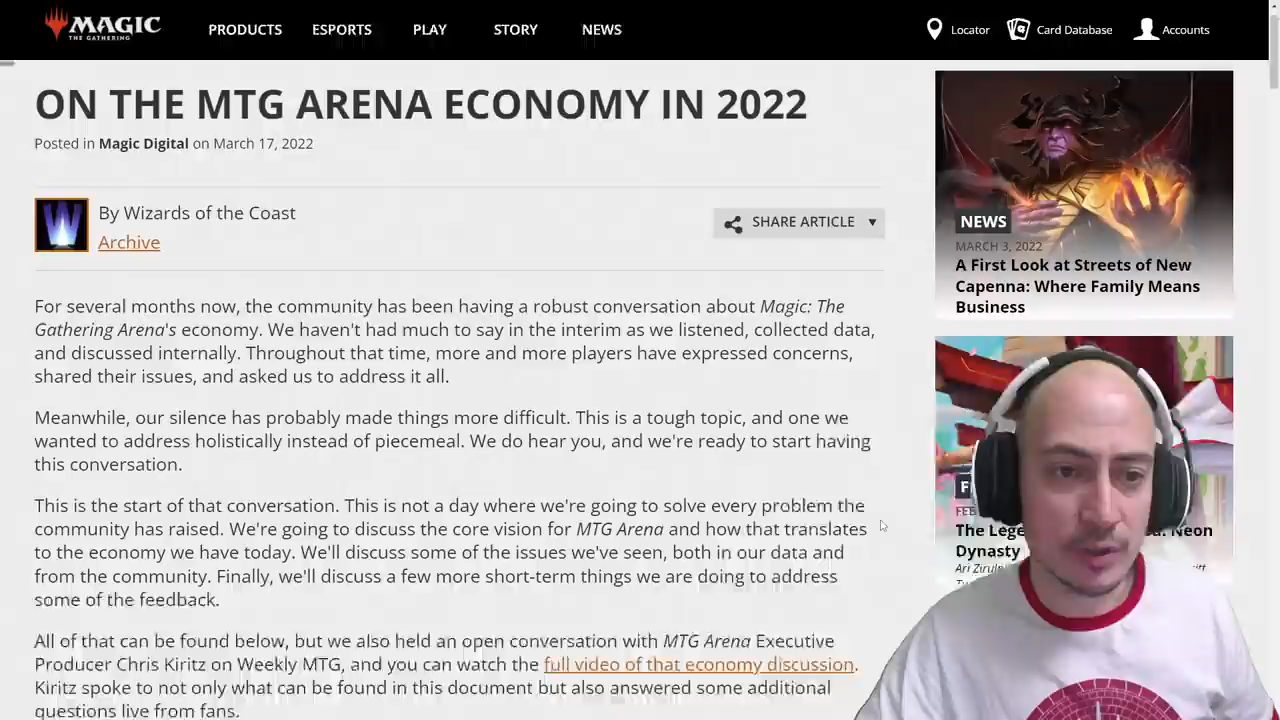 MAGIC
THE GATHERING
PRODUCTS
ESPORTS
PLAY
STORY
NEWS
Locator
Card Database
Accounts
ON THE MTG ARENA ECONOMY IN 2022
Posted in Magic Digital on March 17, 2022
By Wizards of the Coast
Archive
SHARE ARTICLE ▼
For several months now, the community has been having a robust conversation about Magic: The
Gathering Arena's economy. We haven't had much to say in the interim as we listened, collected data,
and discussed internally. Throughout that time, more and more players have expressed concerns,
shared their issues, and asked us to address it all.
Meanwhile, our silence has probably made things more difficult. This is a tough topic, and one we
wanted to address holistically instead of piecemeal. We do hear you, and we're ready to start having
this conversation.
This is the start of that conversation. This is not a day where we're going to solve every problem the
community has raised. We're going to discuss the core vision for MTG Arena and how that translates
to the economy we have today. We'll discuss some of the issues we've seen, both in our data and
from the community. Finally, we'll discuss a few more short-term things we are doing to address
some of the feedback.
All of that can be found below, but we also held an open conversation with MTG Arena Executive
Producer Chris Kiritz on Weekly MTG, and you can watch the full video of that economy discussion.
Kiritz spoke to not only what can be found in this document but also answered some additional
questions live from fans.
NEWS
MARCH 3, 2022
A First Look at Streets of New
Capenna: Where Family Means
Business
F
FEB
The Lege Neon
Dynasty